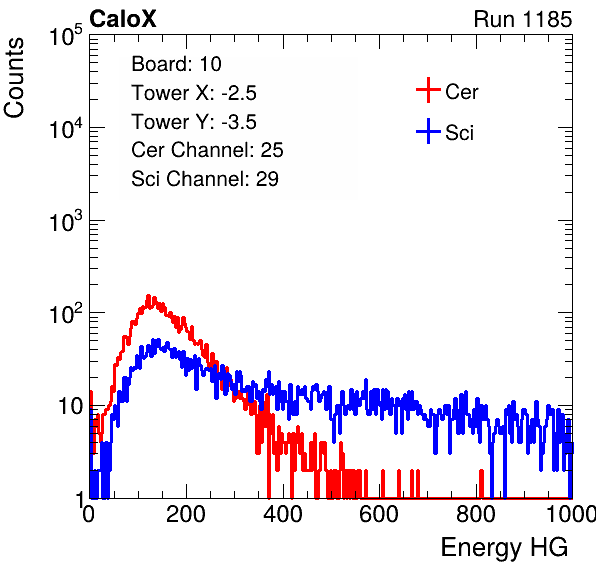 CaloX Run 1185
Counts
10^5
10^4
10^3
10^2
10
1
Board: 10
Tower X: -2.5
Tower Y: -3.5
Cer Channel: 25
Sci Channel: 29
Cer
Sci
0 200 400 600 800 1000
Energy HG